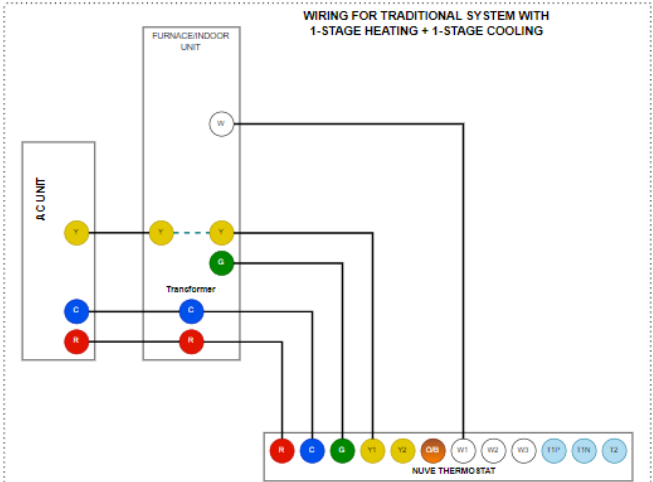 WIRING FOR TRADITIONAL SYSTEM WITH
1-STAGE HEATING + 1-STAGE COOLING
FURNACE/INDOOR
UNIT
W
AC UNIT
Y Y Y
G
Transformer
C C
R R
R C G Y1 Y2 O/B W1 W2 W3 T1P T1N T2
NUVE THERMOSTAT